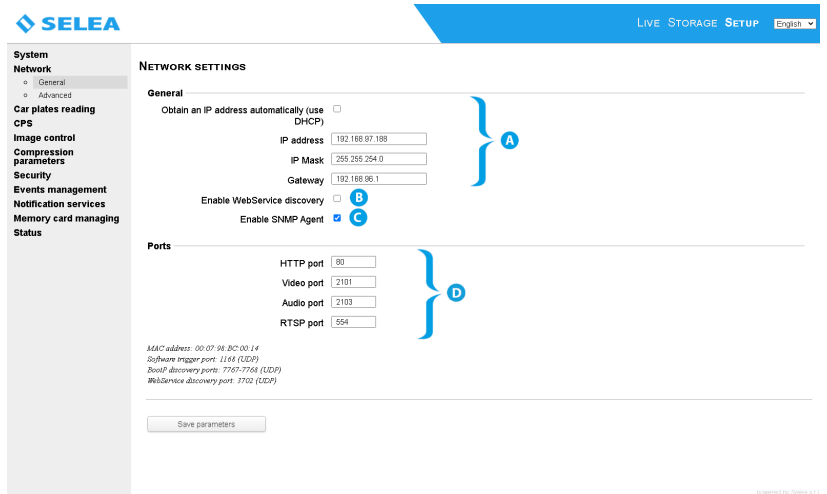 SELEA
LIVE STORAGE SETUP English
System
Network
General
Advanced
Car plates reading
CPS
Image control
Compression
parameters
Security
Events management
Notification services
Memory card managing
Status
NETWORK SETTINGS
General
Obtain an IP address automatically (use
DHCP)
IP address 192.168.97.188
IP Mask 255.255.254.0
Gateway 192.168.96.1
A
Enable WebService discovery B
Enable SNMP Agent C
Ports
HTTP port 80
Video port 2101
Audio port 2103
RTSP port 554
D
MAC address: 00:07:98:BC:00:14
Software trigger port: 1168 (UDP)
BootP discovery ports: 7767-7768 (UDP)
WebService discovery port: 3702 (UDP)
Save parameters
powered by Selea s.r.l.